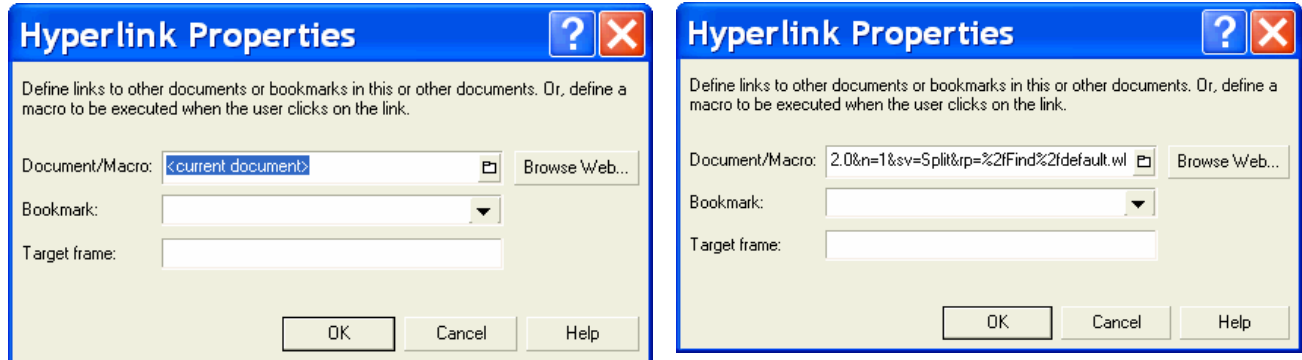 Hyperlink Properties
Define links to other documents or bookmarks in this or other documents. Or, define a
macro to be executed when the user clicks on the link.
Document/Macro: <current document> Browse Web...
Bookmark:
Target frame:
OK Cancel Help
Hyperlink Properties
Define links to other documents or bookmarks in this or other documents. Or, define a
macro to be executed when the user clicks on the link.
Document/Macro: 2.0&n=1&sv=Split&rp=%2fFind%2fdefault.wl Browse Web...
Bookmark:
Target frame:
OK Cancel Help